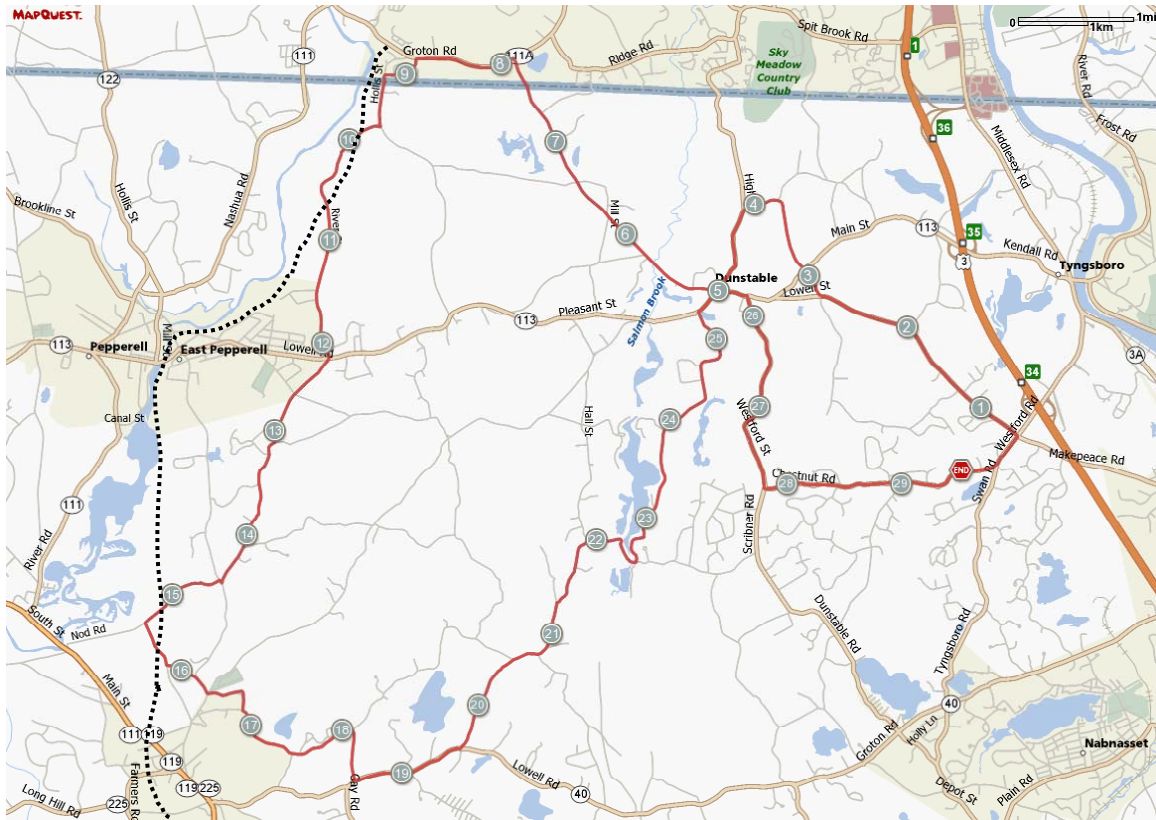 MAPQUEST.
0
1mi
1km
111
122
Groton Rd
111A
8
9
Hollis St
Ridge Rd
Spit Brook Rd
1
River Rd
Sky
Meadow
Country
Club
36
Frost Rd
Middlesex Rd
10
7
Hollis St
Nashua Rd
Brookline St
High
4
Mill St
6
River
11
Main St
113
35
Kendall Rd
3
Tyngsboro
3
Dunstable
Lowell St
5
Salmon Brook
Pleasant St
113
26
2
25
Mill St
12
113
Pepperell
East Pepperell
Lowell Rd
3A
34
27
1
Westford St
Westford Rd
Canal St
13
24
Hall St
Makepeace Rd
END
Swan Rd
Chestnut Rd
28
29
111
River Rd
14
23
22
Scribner Rd
15
South St
Nod Rd
21
Dunstable Rd
Tyngsboro Rd
16
Main St
20
40
17
18
111
119
119
Groton Rd
Holly Ln
Nabnasset
19
Gay Rd
Lowell Rd
40
Farmers Rd
119
225
Long Hill Rd
225
Depot St
Plain Rd